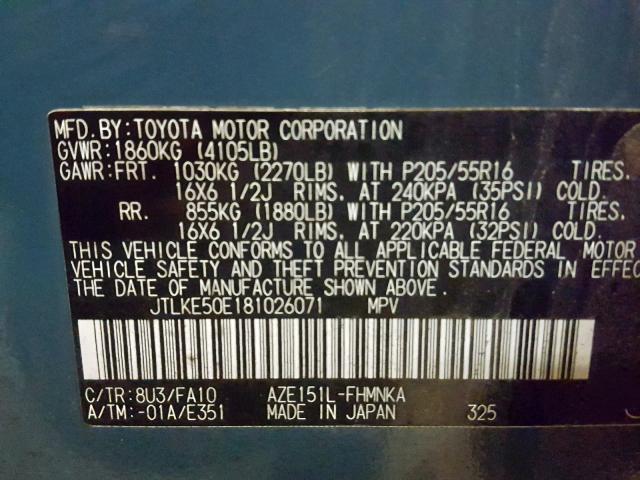 MFD.BY:TOYOTA MOTOR CORPORATION
GVWR:1860KG (4105LB)
GAWR:FRT. 1030KG (2270LB) WITH P205/55R16 TIRES.
16X6 1/2J RIMS, AT 240KPA (35PSI) COLD.
RR. 855KG (1880LB) WITH P205/55R16 TIRES.
16X6 1/2J RIMS, AT 220KPA (32PSI) COLD.
THIS VEHICLE CONFORMS TO ALL APPLICABLE FEDERAL MOTOR
VEHICLE SAFETY AND THEFT PREVENTION STANDARDS IN EFFEC
THE DATE OF MANUFACTURE SHOWN ABOVE.
JTLKE50E181026071 MPV
C/TR:8U3/FA10 AZE151L-FHMNKA
A/TM:-01A/E351 MADE IN JAPAN 325